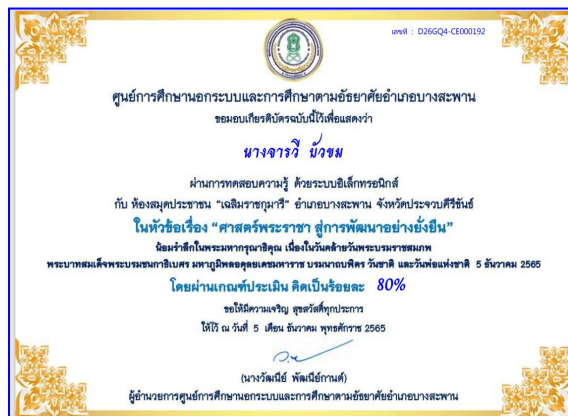 เลขที่ : D26GQ4-CE000192
ศูนย์การศึกษานอกระบบและการศึกษาตามอัธยาศัยอำเภอบางสะพาน
ขอมอบเกียรติบัตรฉบับนี้ไว้เพื่อแสดงว่า
นางจารวี บัวขม
ผ่านการทดสอบความรู้ ด้วยระบบอิเล็กทรอนิกส์
กับ ห้องสมุดประชาชน “เฉลิมราชกุมารี” อำเภอบางสะพาน จังหวัดประจวบคีรีขันธ์
ในหัวข้อเรื่อง “ศาสตร์พระราชา สู่การพัฒนาอย่างยั่งยืน”
น้อมรำลึกในพระมหากรุณาธิคุณ เนื่องในวันคล้ายวันพระบรมราชสมภพ
พระบาทสมเด็จพระบรมชนกาธิเบศร มหาภูมิพลอดุลยเดชมหาราช บรมนาถบพิตร วันชาติ และวันพ่อแห่งชาติ 5 ธันวาคม 2565
โดยผ่านเกณฑ์ประเมิน คิดเป็นร้อยละ 80%
ขอให้มีความเจริญ สุขสวัสดิ์ทุกประการ
ให้ไว้ ณ วันที่ 5 เดือน ธันวาคม พุทธศักราช 2565
(นางวัฒนีย์ พัฒนีย์กานต์)
ผู้อำนวยการศูนย์การศึกษานอกระบบและการศึกษาตามอัธยาศัยอำเภอบางสะพาน